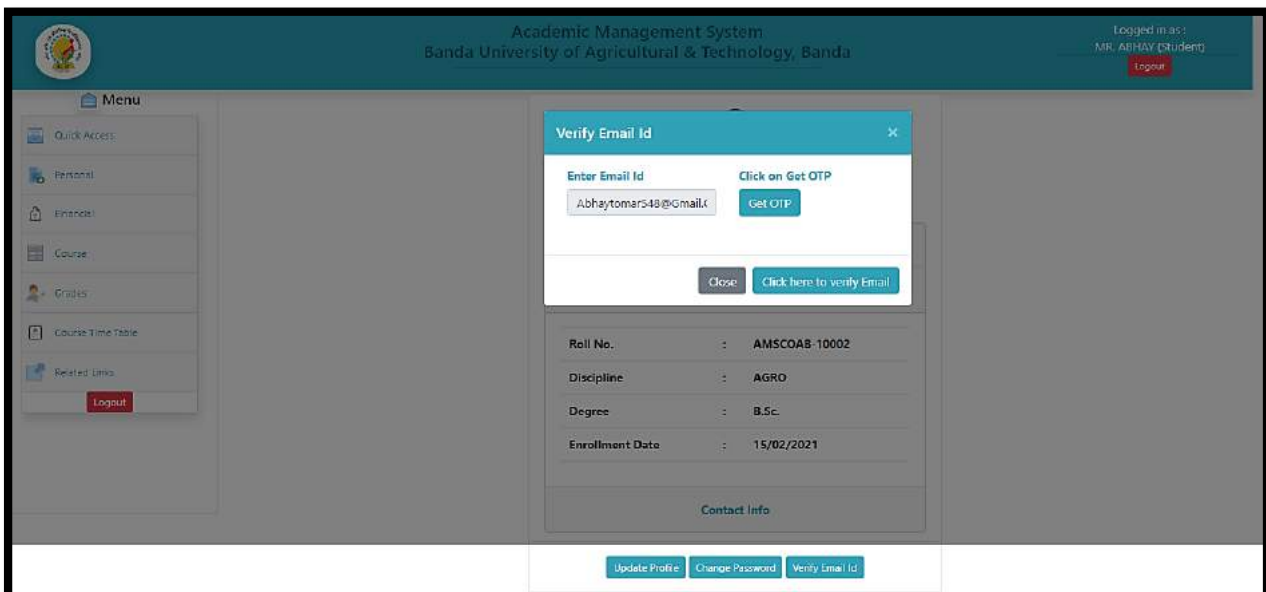 Academic Management System
Banda University of Agricultural & Technology, Banda
Logged in as :
MR. ABHAY (Student)
Logout
Menu
Quick Access
Personal
Financial
Course
Grades
Course Time Table
Related Links
Logout
Verify Email Id ×
Enter Email Id
Click on Get OTP
Abhaytomar548@Gmail.C
Get OTP
Close
Click here to verify Email
Roll No. : AMSCOAB-10002
Discipline : AGRO
Degree : B.Sc.
Enrollment Date : 15/02/2021
Contact Info
Update Profile
Change Password
Verify Email Id